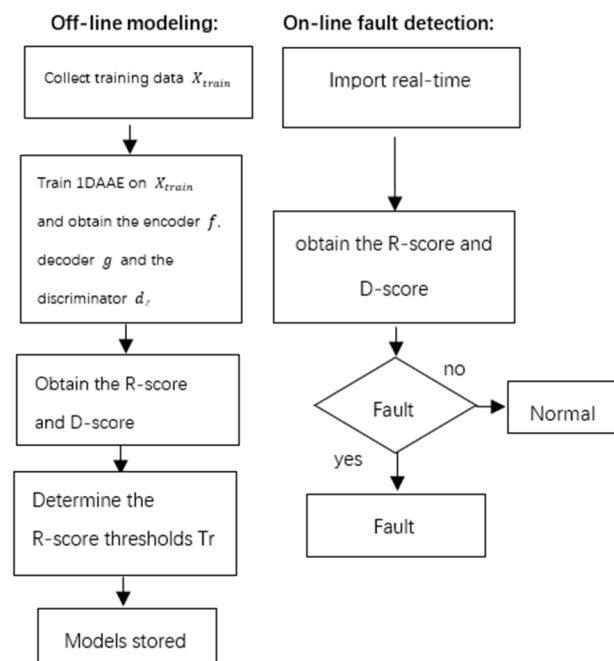 Off-line modeling:
Collect training data X_train
Train 1DAAE on X_train
and obtain the encoder f.
decoder g and the
discriminator d_ε
Obtain the R-score
and D-score
Determine the
R-score thresholds Tr
Models stored
On-line fault detection:
Import real-time
obtain the R-score and
D-score
Fault
no
Normal
yes
Fault